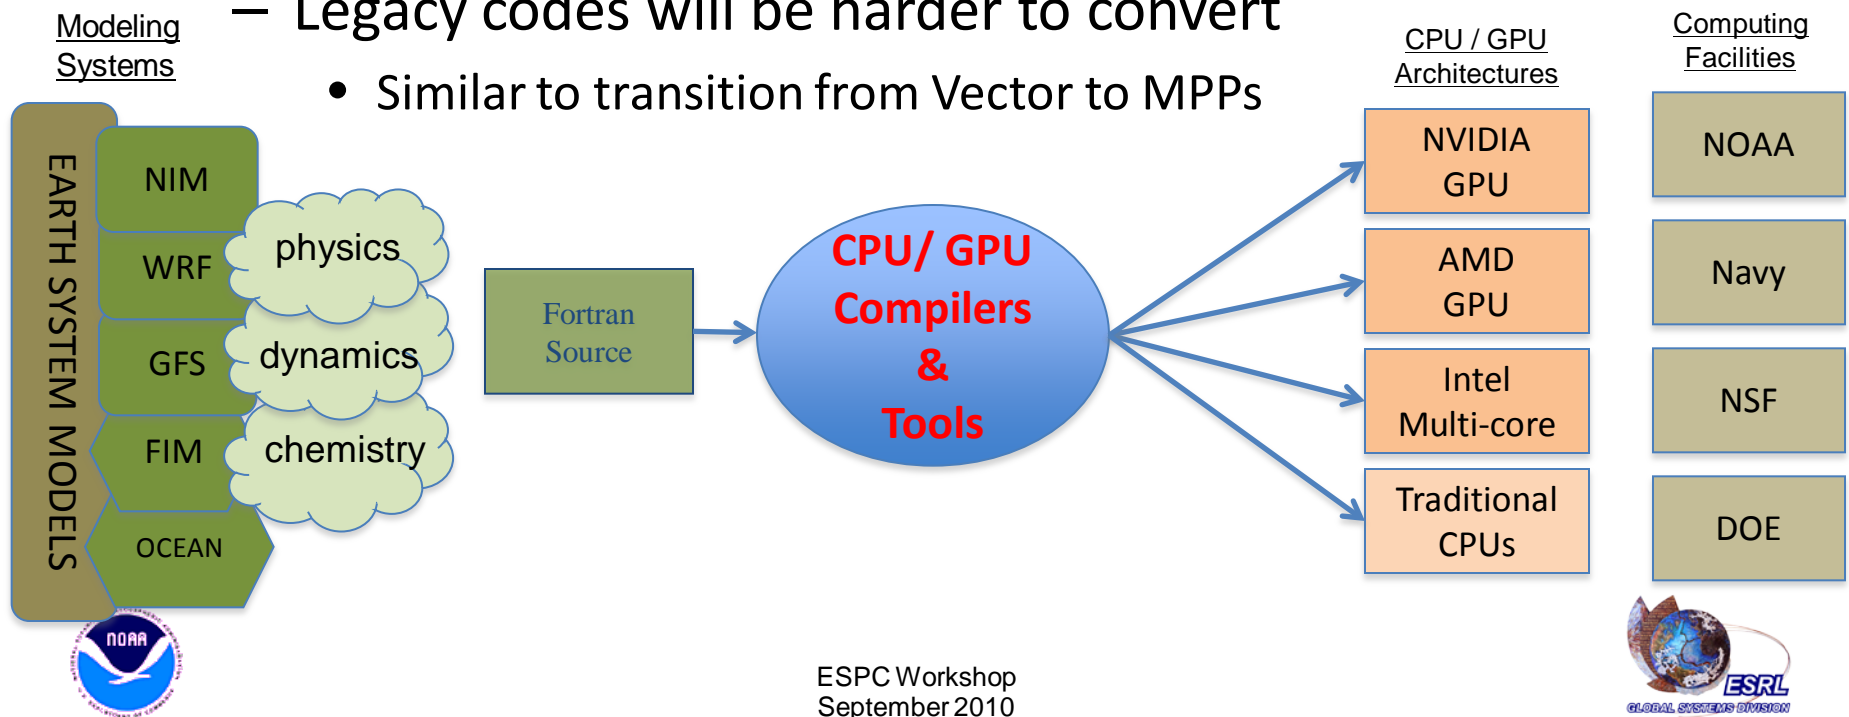 – Legacy codes will be harder to convert
• Similar to transition from Vector to MPPs
Modeling
Systems
CPU / GPU
Architectures
Computing
Facilities
EARTH SYSTEM MODELS
NIM
WRF
GFS
FIM
OCEAN
physics
dynamics
chemistry
Fortran
Source
CPU/ GPU
Compilers
&
Tools
NVIDIA
GPU
AMD
GPU
Intel
Multi-core
Traditional
CPUs
NOAA
Navy
NSF
DOE
NOAA
ESPC Workshop
September 2010
ESRL
GLOBAL SYSTEMS DIVISION